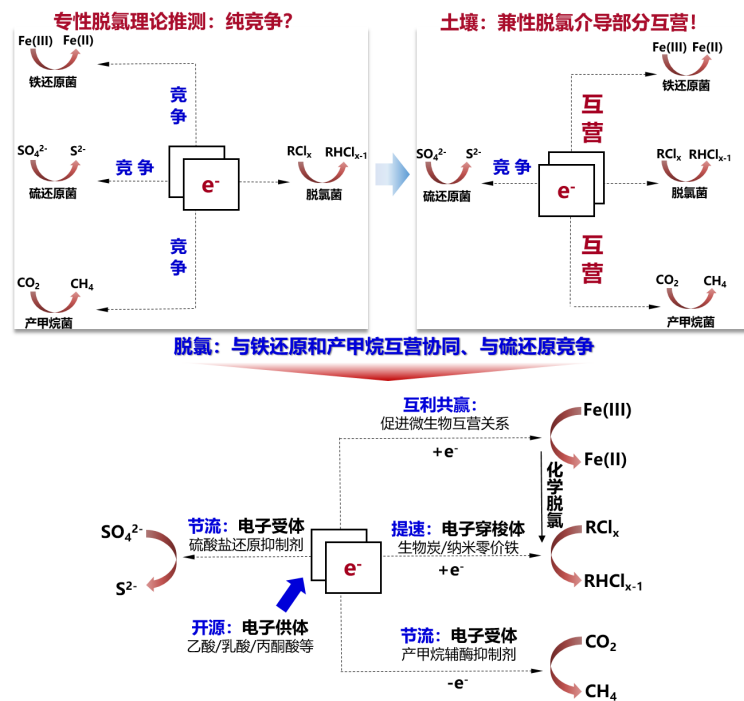 专性脱氯理论推测：纯竞争？
Fe(III) Fe(II)
铁还原菌
竞争
SO₄²⁻ S²⁻
硫还原菌
竞争
e⁻
RClₓ RHClₓ₋₁
脱氯菌
竞争
CO₂ CH₄
产甲烷菌
土壤：兼性脱氯介导部分互营！
Fe(III) Fe(II)
铁还原菌
互营
SO₄²⁻ S²⁻
硫还原菌
竞争
e⁻
RClₓ RHClₓ₋₁
脱氯菌
互营
CO₂ CH₄
产甲烷菌
脱氯：与铁还原和产甲烷互营协同、与硫还原竞争
互利共赢：
促进微生物互营关系
+e⁻
Fe(III)
Fe(II)
化学脱氯
SO₄²⁻
S²⁻
节流：电子受体
硫酸盐还原抑制剂
e⁻
提速：电子穿梭体
生物炭/纳米零价铁
+e⁻
RClₓ
RHClₓ₋₁
开源：电子供体
乙酸/乳酸/丙酮酸等
节流：电子受体
产甲烷辅酶抑制剂
-e⁻
CO₂
CH₄